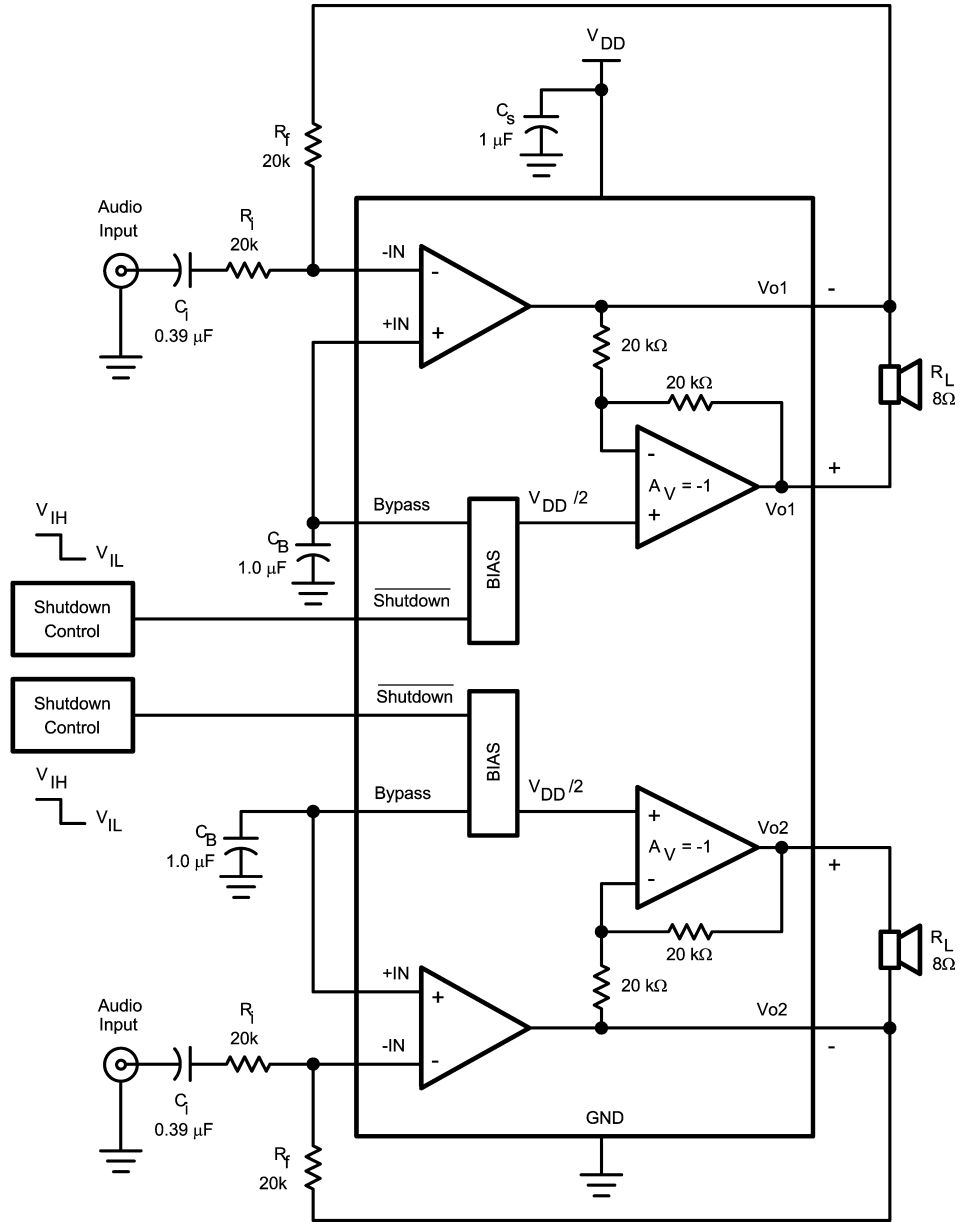 V DD
C s
1 µF
R f
20k
Audio
Input
R i
20k
C i
0.39 µF
-IN
-
+IN
+
Vo1
-
20 kΩ
20 kΩ
R L
8Ω
-
A V = -1
+
+
Vo1
Bypass
V DD /2
BIAS
C B
1.0 µF
V IH
V IL
Shutdown
Shutdown
Control
Shutdown
Shutdown
Control
V IH
V IL
Bypass
BIAS
V DD /2
C B
1.0 µF
+
A V = -1
-
Vo2
+
20 kΩ
20 kΩ
R L
8Ω
+IN
+
Vo2
-
Audio
Input
R i
20k
-IN
-
C i
0.39 µF
R f
20k
GND